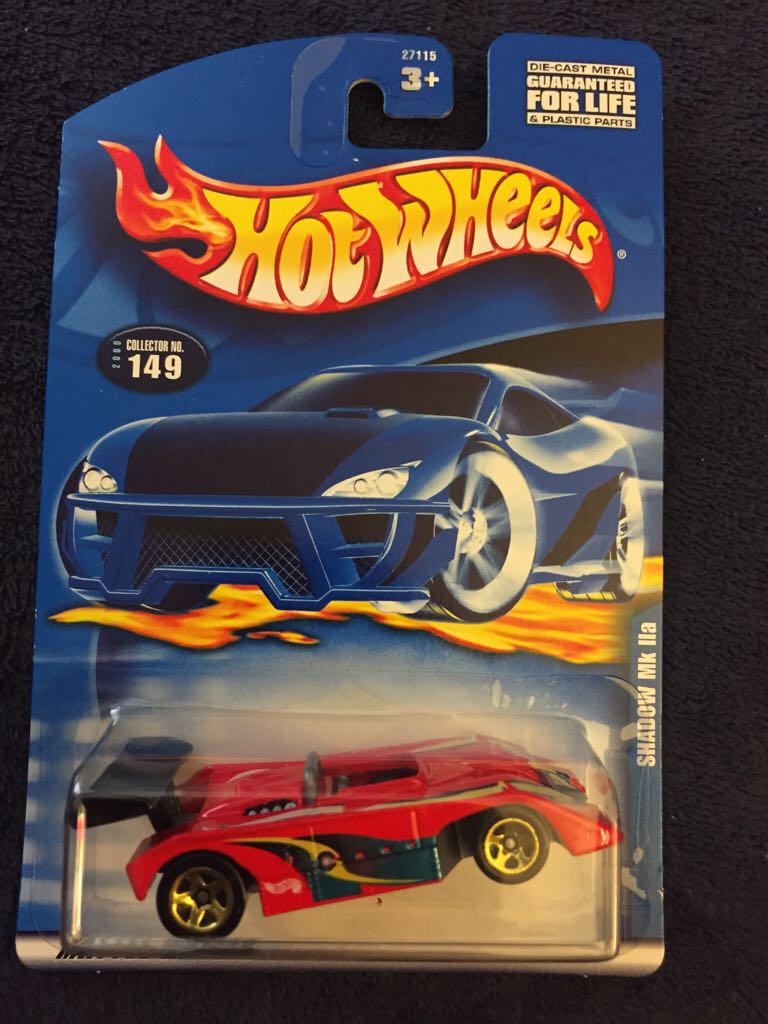 27115
3+
DIE-CAST METAL
GUARANTEED
FOR LIFE
& PLASTIC PARTS
HOT WHEELS®
2000
COLLECTOR NO.
149
SHADOW Mk IIa